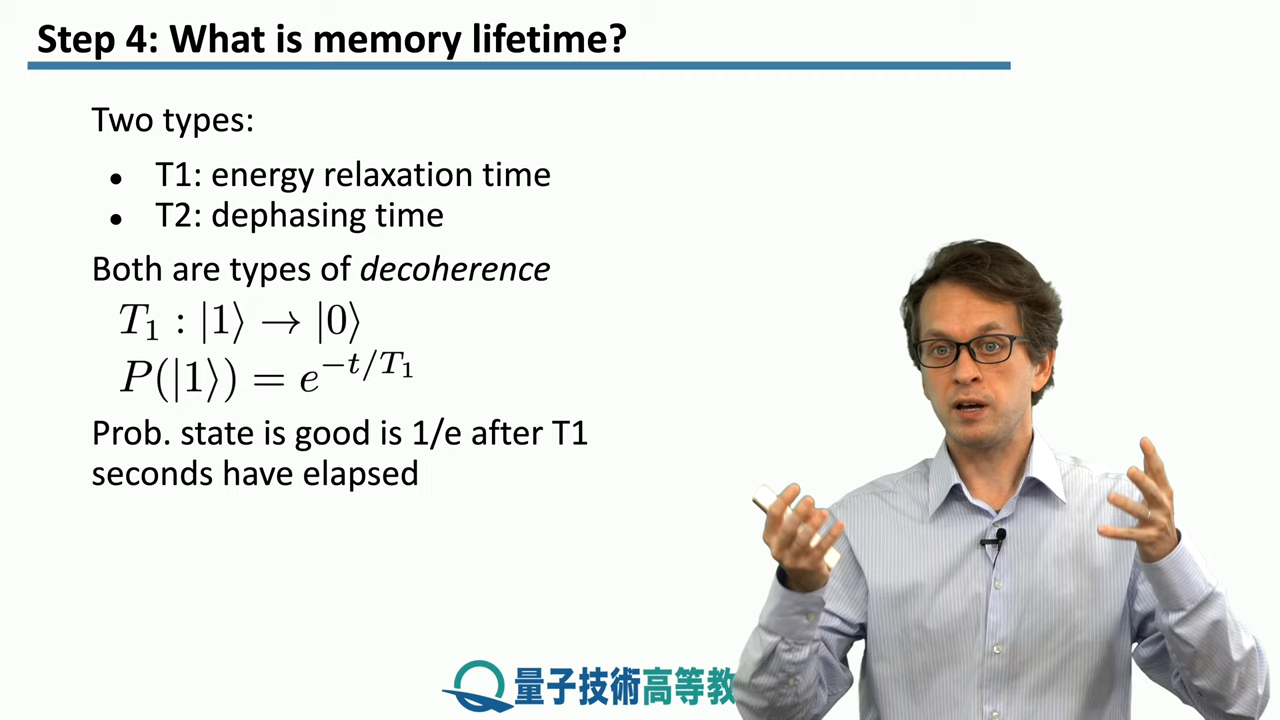 Step 4: What is memory lifetime?
Two types:
• T1: energy relaxation time
• T2: dephasing time
Both are types of decoherence
T₁ : |1⟩ → |0⟩
P(|1⟩) = e^{−t/T₁}
Prob. state is good is 1/e after T1
seconds have elapsed
量子技術高等教